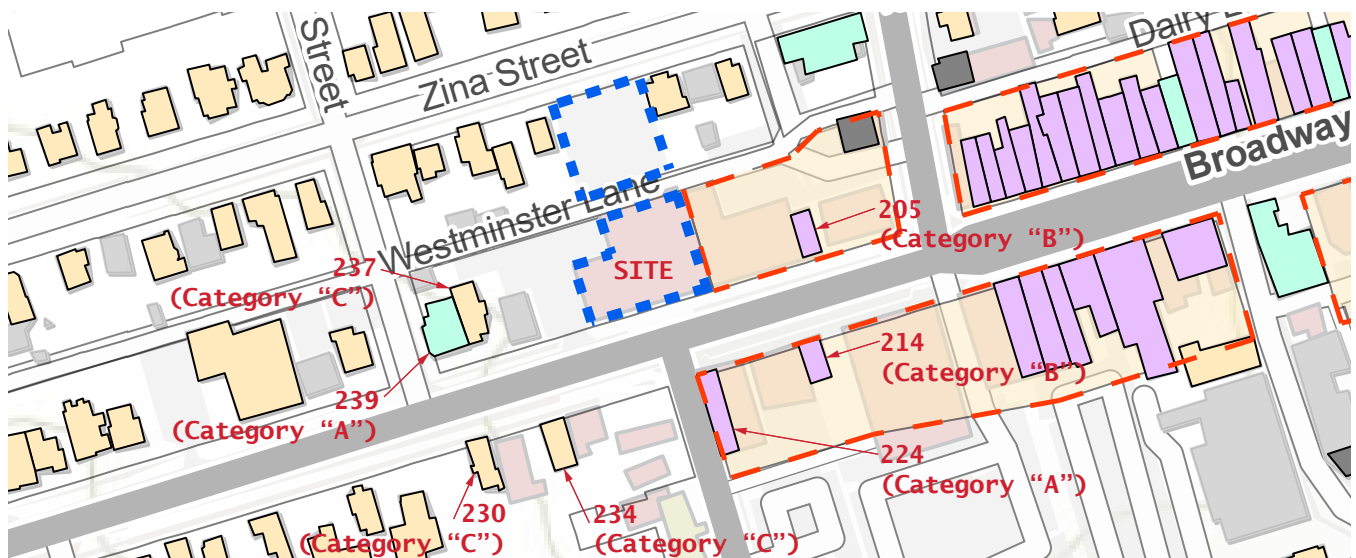 Street
Zina Street
Dairy
Broadway
Westminster Lane
205
(Category “B”)
237
(Category “C”)
SITE
214
(Category “B”)
239
(Category “A”)
224
(Category “A”)
230
(Category “C”)
234
(Category “C”)